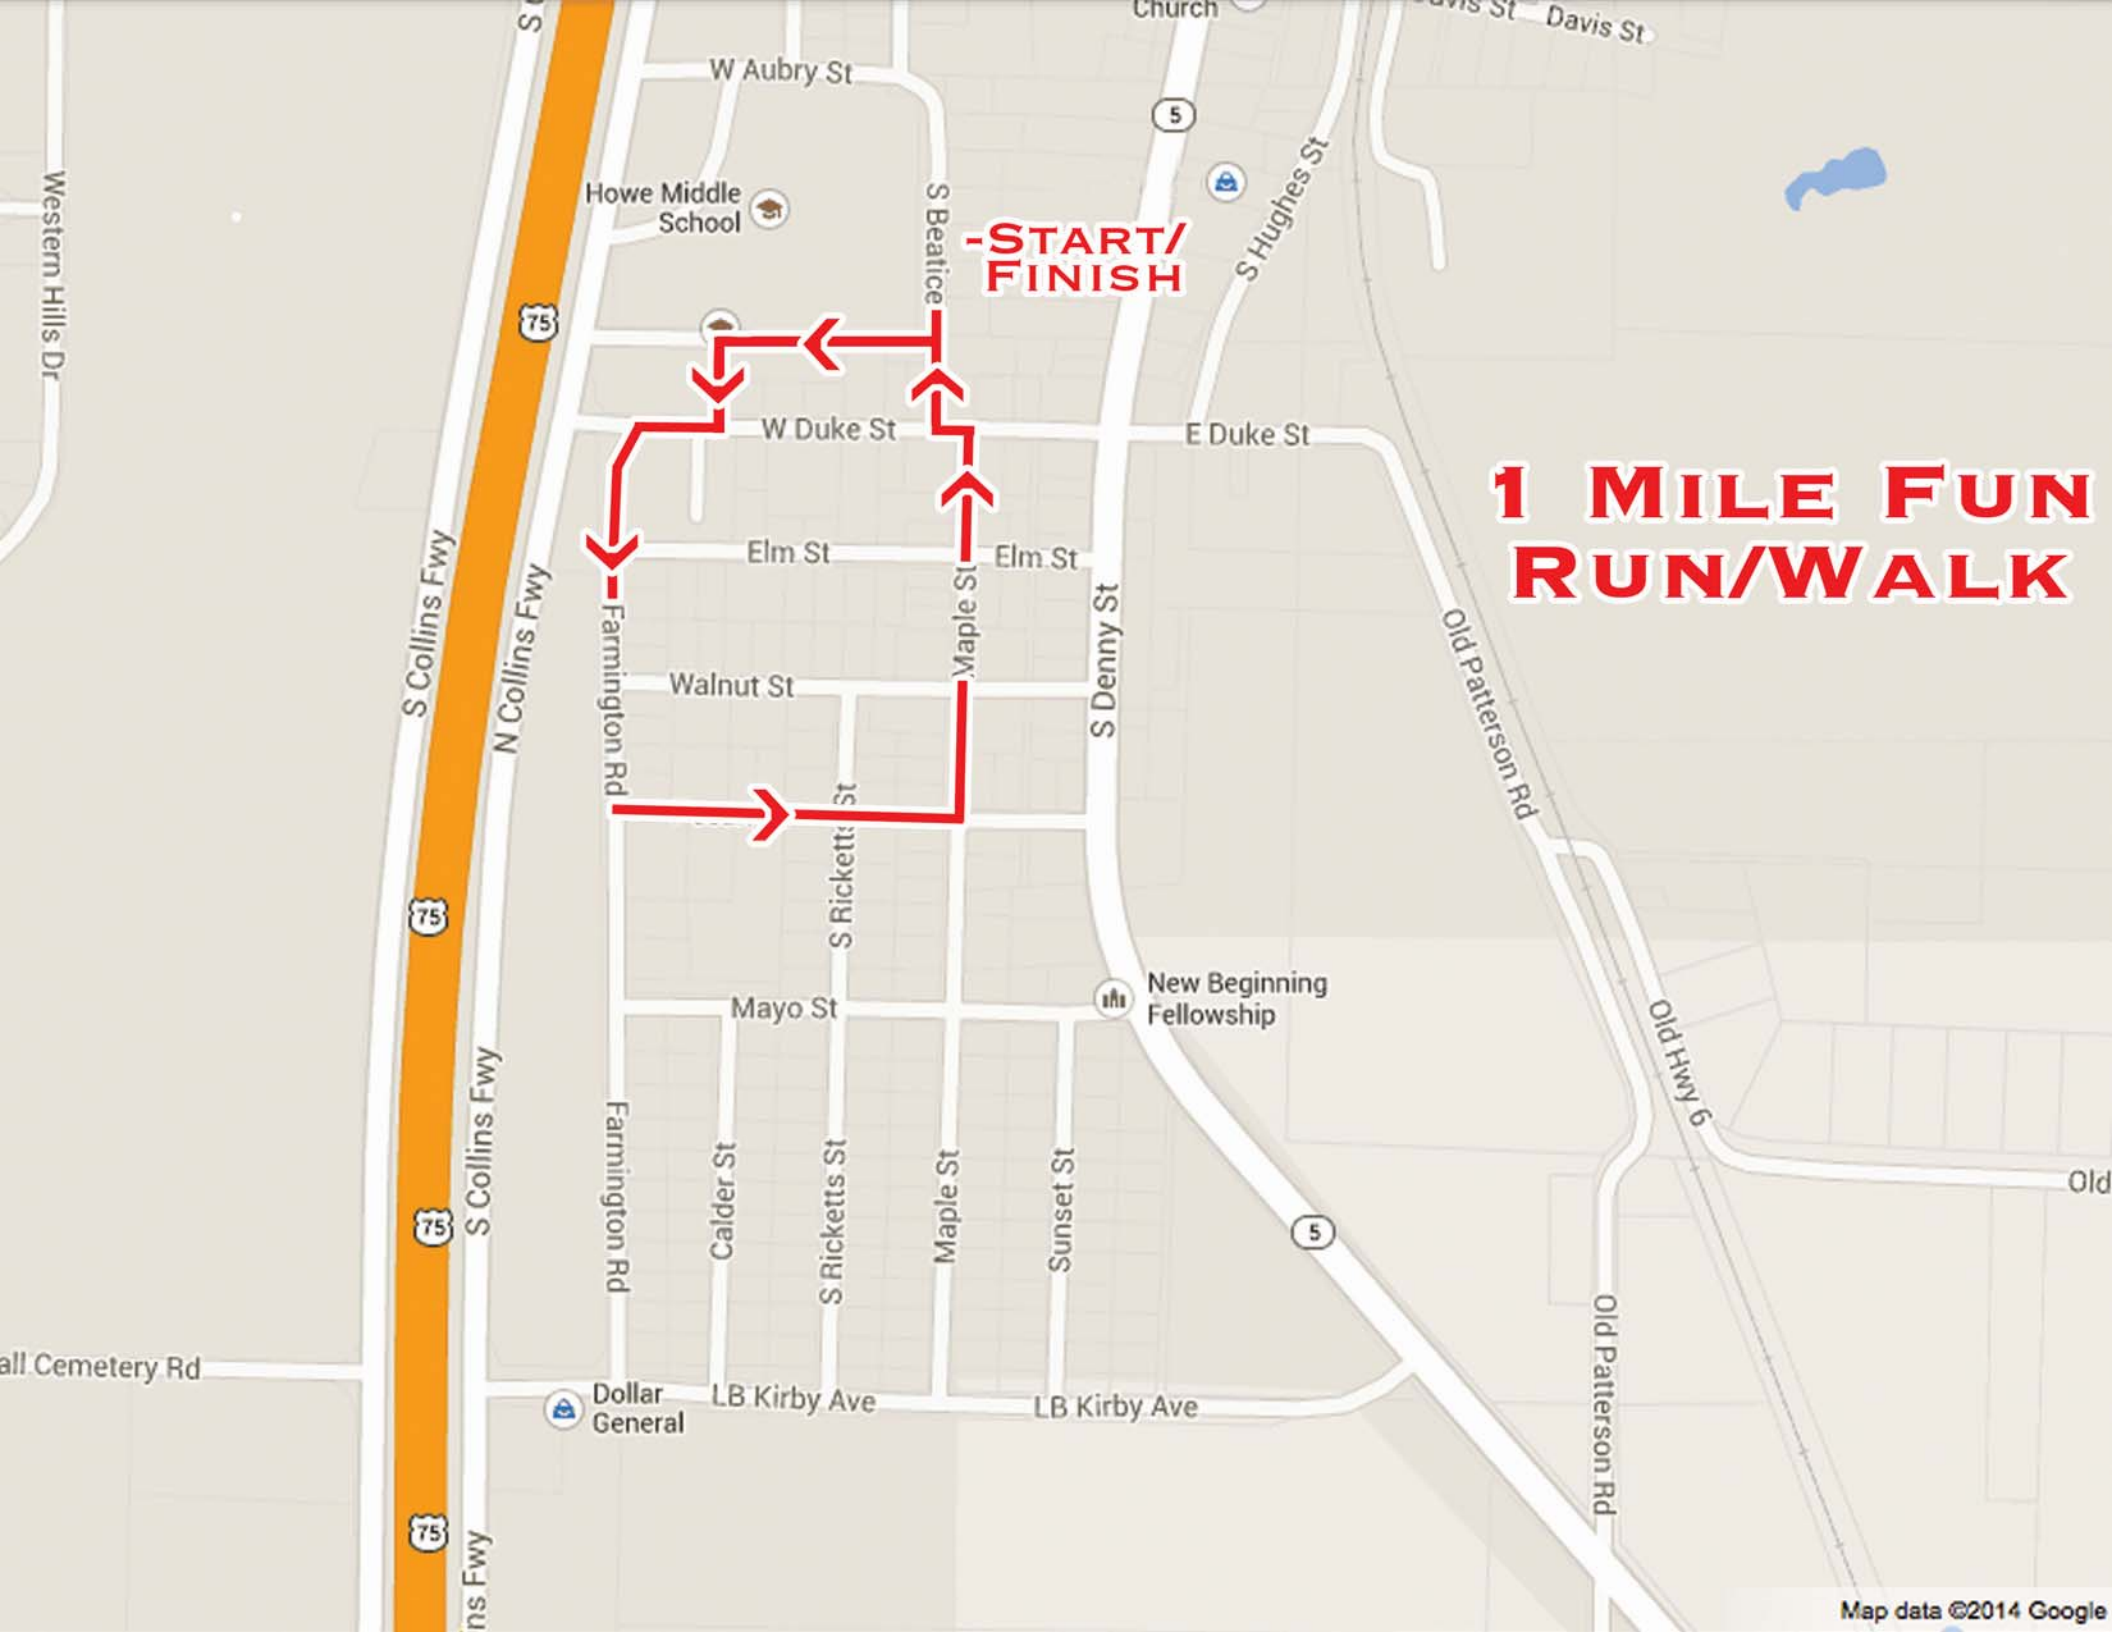 Church
Davis St
W Aubry St
5
Western Hills Dr
Howe Middle
School
S Beatice
S Hughes St
-START/
FINISH
75
W Duke St
E Duke St
1 MILE FUN
RUN/WALK
S Collins Fwy
N Collins Fwy
Elm St
Elm St
Farmington Rd
Maple St
S Denny St
Walnut St
Old Patterson Rd
S Ricketts St
75
New Beginning
Fellowship
Mayo St
Old Hwy 6
S Collins Fwy
Farmington Rd
Calder St
S Ricketts St
Maple St
Sunset St
75
5
Old
Old Patterson Rd
Cemetery Rd
Dollar
General
LB Kirby Ave
LB Kirby Ave
75
Fwy
Map data ©2014 Google